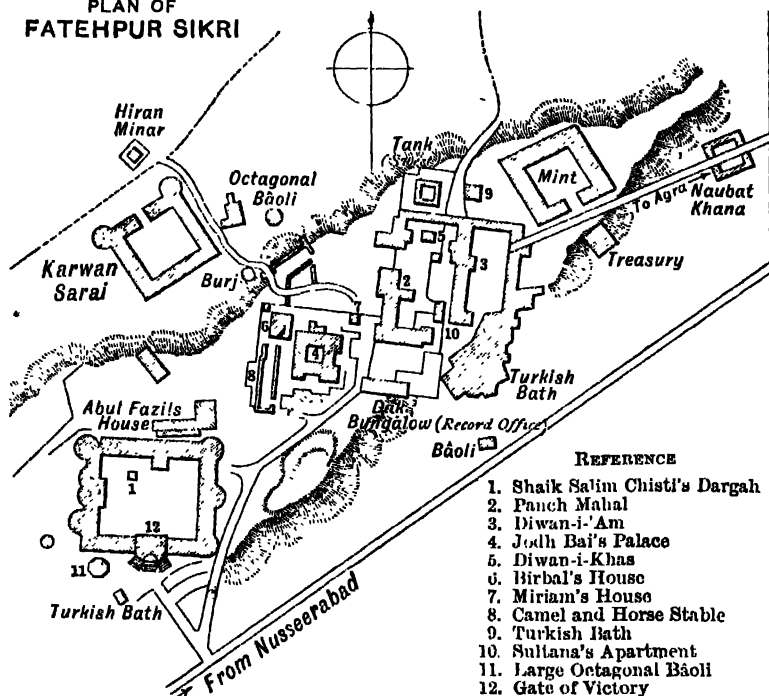 PLAN OF
FATEHPUR SIKRI
Hiran
Minar
Octagonal
Bâoli
Tank
9
Mint
To Agra
Naubat
Khana
Karwan
Sarai
Burj
5
3
2
7
6
10
4
8
Treasury
Turkish
Bath
Abul Fazils
House
Dak
Bungalow (Record Office)
Bâoli
1
12
11
Turkish Bath
From Nusseerabad
REFERENCE
1. Shaik Salim Chisti's Dargah
2. Panch Mahal
3. Diwan-i-'Am
4. Jodh Bai's Palace
5. Diwan-i-Khas
6. Birbal's House
7. Miriam's House
8. Camel and Horse Stable
9. Turkish Bath
10. Sultana's Apartment
11. Large Octagonal Bâoli
12. Gate of Victory